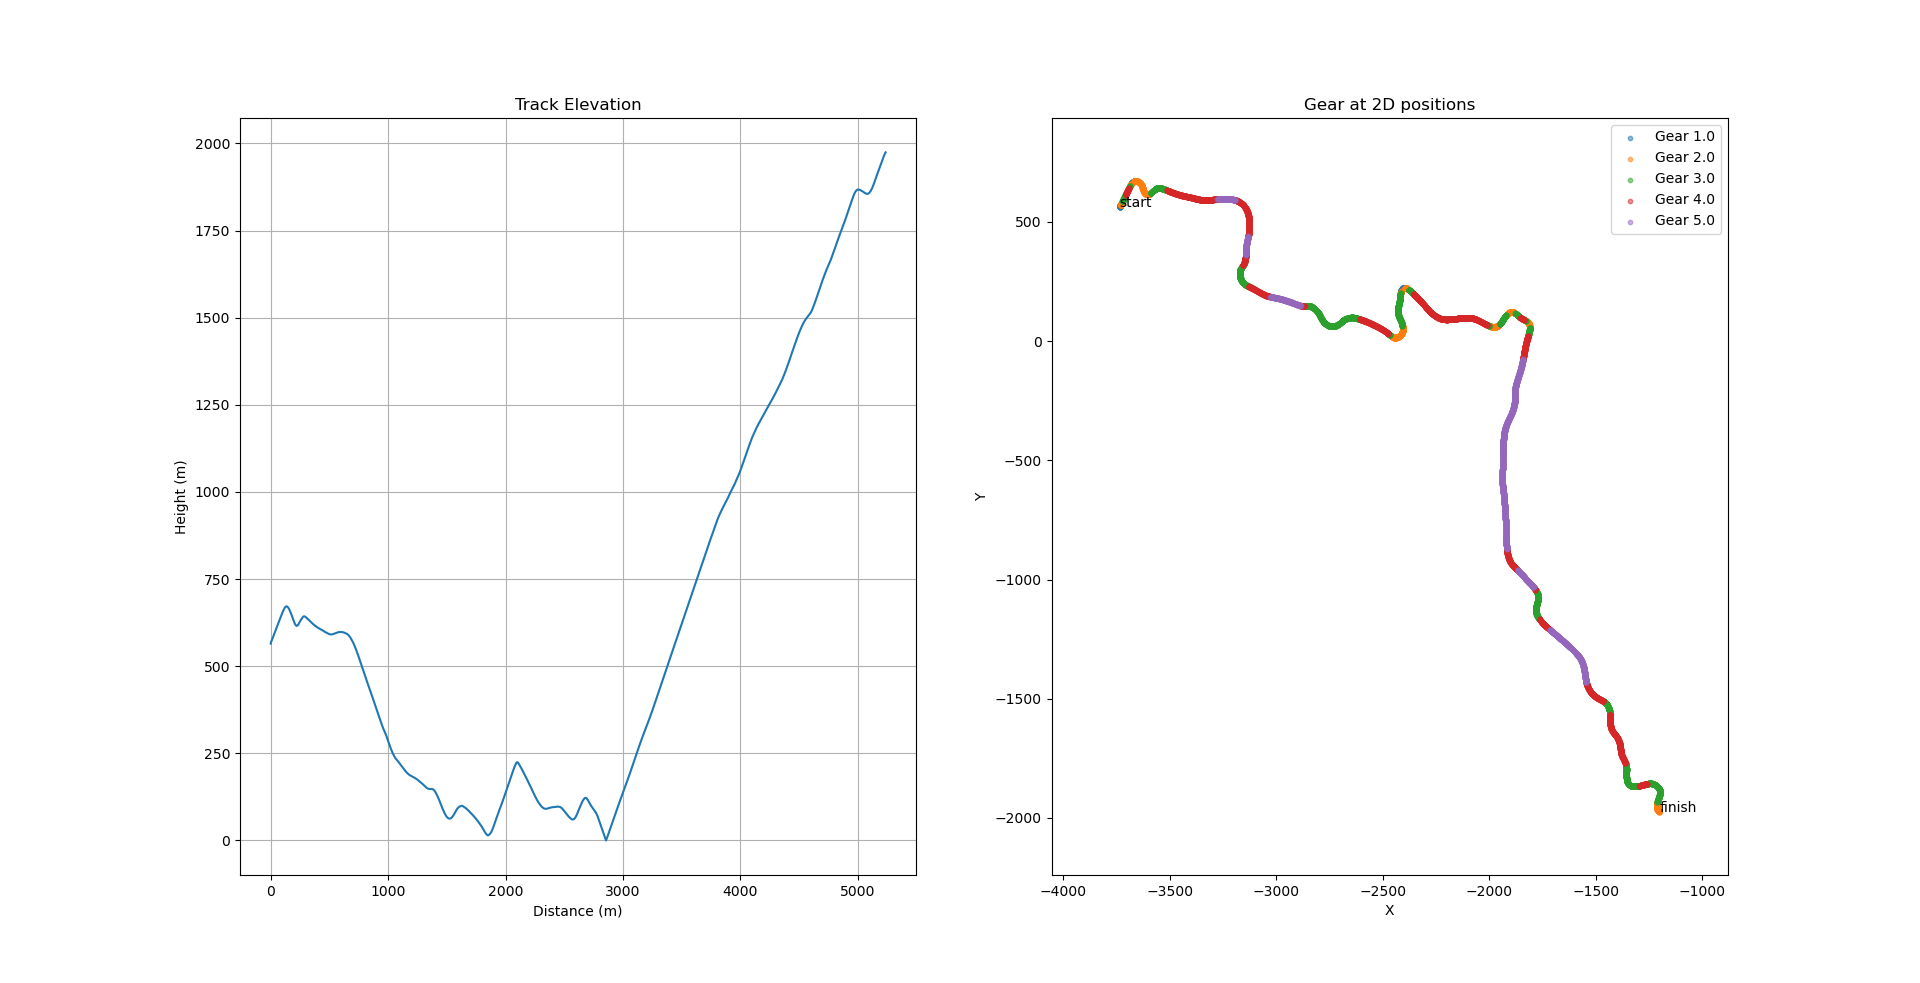 Track Elevation
2000
1750
1500
1250
1000
750
500
250
0
Height (m)
0 1000 2000 3000 4000 5000
Distance (m)
Gear at 2D positions
Gear 1.0
Gear 2.0
Gear 3.0
Gear 4.0
Gear 5.0
start
finish
500
0
−500
−1000
−1500
−2000
Y
−4000 −3500 −3000 −2500 −2000 −1500 −1000
X